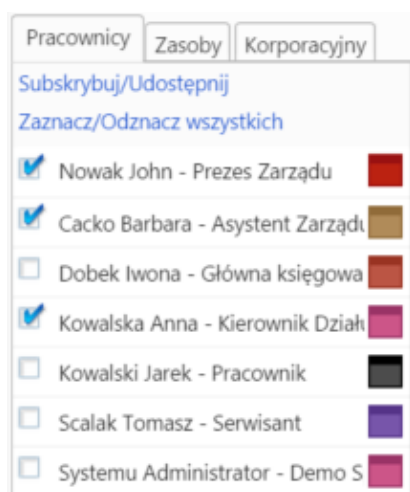 Pracownicy Zasoby Korporacyjny
Subskrybuj/Udostępnij
Zaznacz/Odznacz wszystkich
Nowak John - Prezes Zarządu
Cacko Barbara - Asystent Zarządu
Dobek Iwona - Główna księgowa
Kowalska Anna - Kierownik Działu
Kowalski Jarek - Pracownik
Scalak Tomasz - Serwisant
Systemu Administrator - Demo S